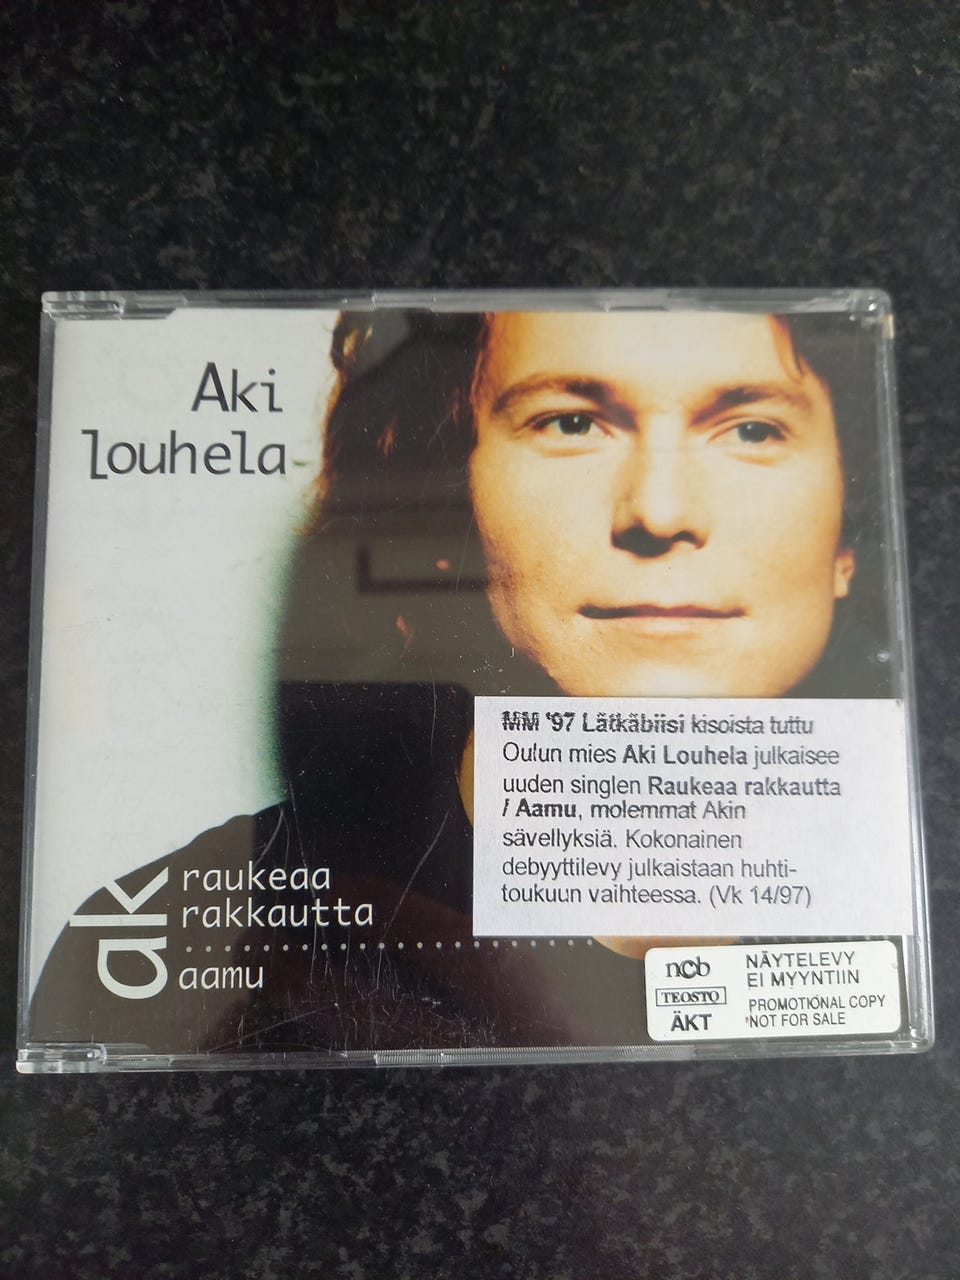 Aki
Louhela
MM '97 Lätkäbiisi kisoista tuttu
Oulun mies Aki Louhela julkaisee
uuden singlen Raukeaa rakkautta
/ Aamu, molemmat Akin
sävellyksiä. Kokonainen
debyyttilevy julkaistaan huhti-
toukuun vaihteessa. (Vk 14/97)
ak
raukeaa
rakkautta
aamu
ncb
TEOSTO
ÄKT
NÄYTELEVY
EI MYYNTIIN
PROMOTIONAL COPY
NOT FOR SALE